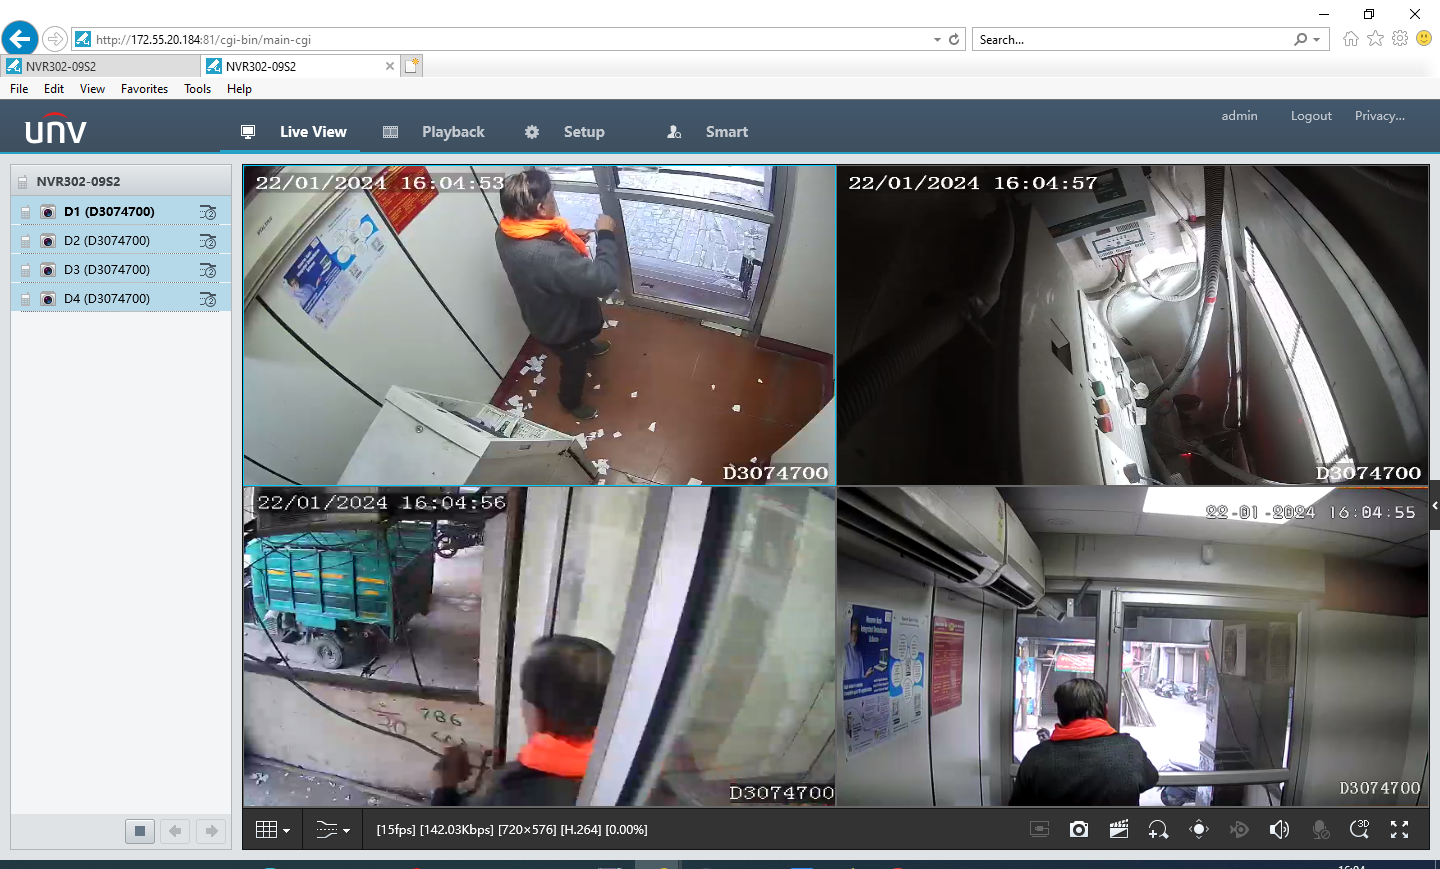 http://172.55.20.184:81/cgi-bin/main-cgi
Search...
NVR302-09S2
NVR302-09S2
File Edit View Favorites Tools Help
unv
Live View
Playback
Setup
Smart
admin
Logout
Privacy...
NVR302-09S2
D1 (D3074700)
D2 (D3074700)
D3 (D3074700)
D4 (D3074700)
22/01/2024 16:04:53
D3074700
22/01/2024 16:04:57
D3074700
22/01/2024 16:04:56
786
D3074700
22-01-2024 16:04:55
D3074700
[15fps] [142.03Kbps] [720×576] [H.264] [0.00%]
3D